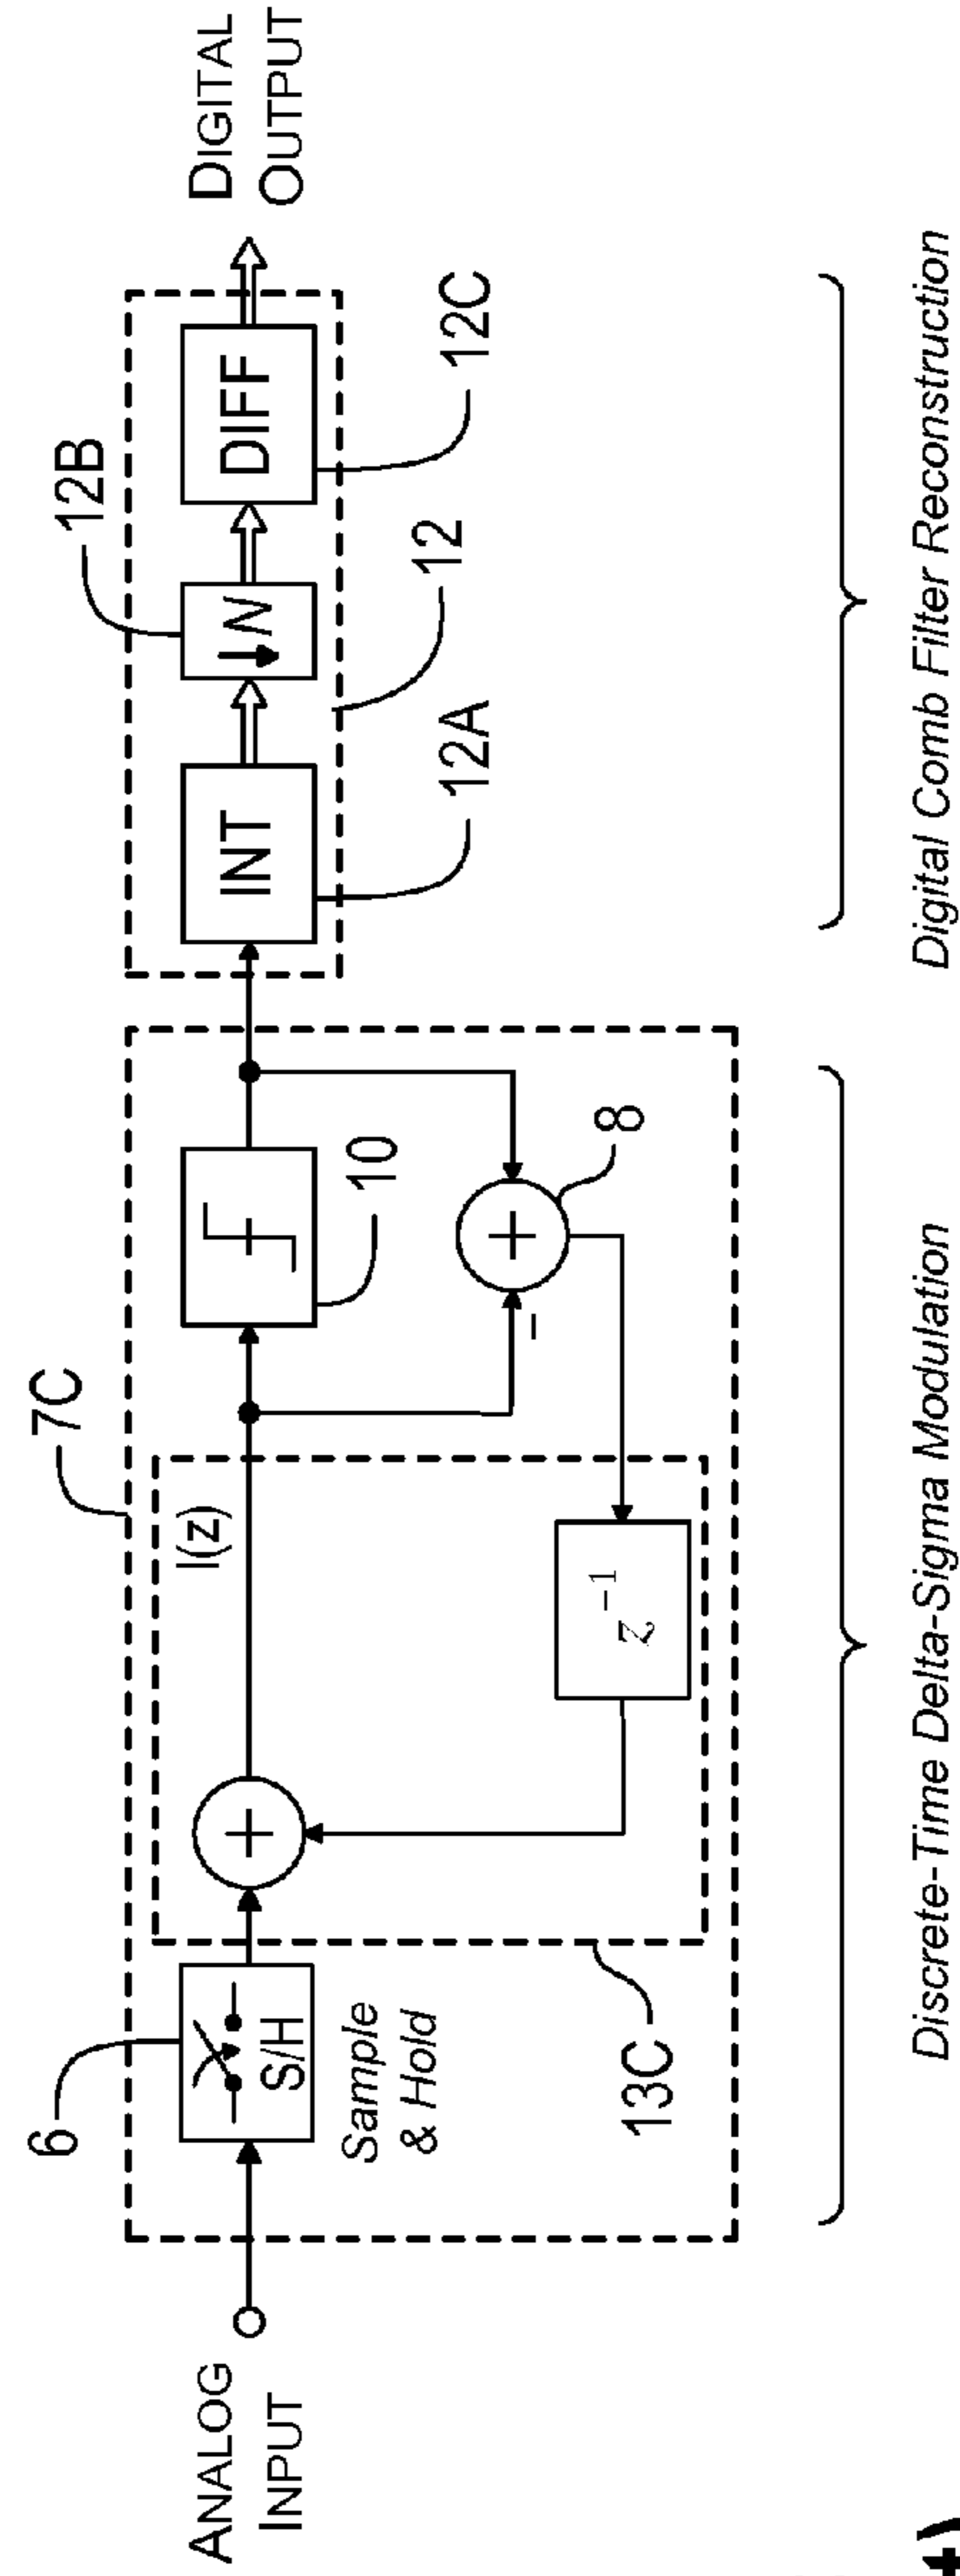 ANALOG
INPUT
6
S/H
Sample
& Hold
7C
13C
I(z)
+
z⁻¹
10
+
−
8
INT
12A
12
12B
↓N
DIFF
12C
DIGITAL
OUTPUT
Discrete-Time Delta-Sigma Modulation
Digital Comb Filter Reconstruction